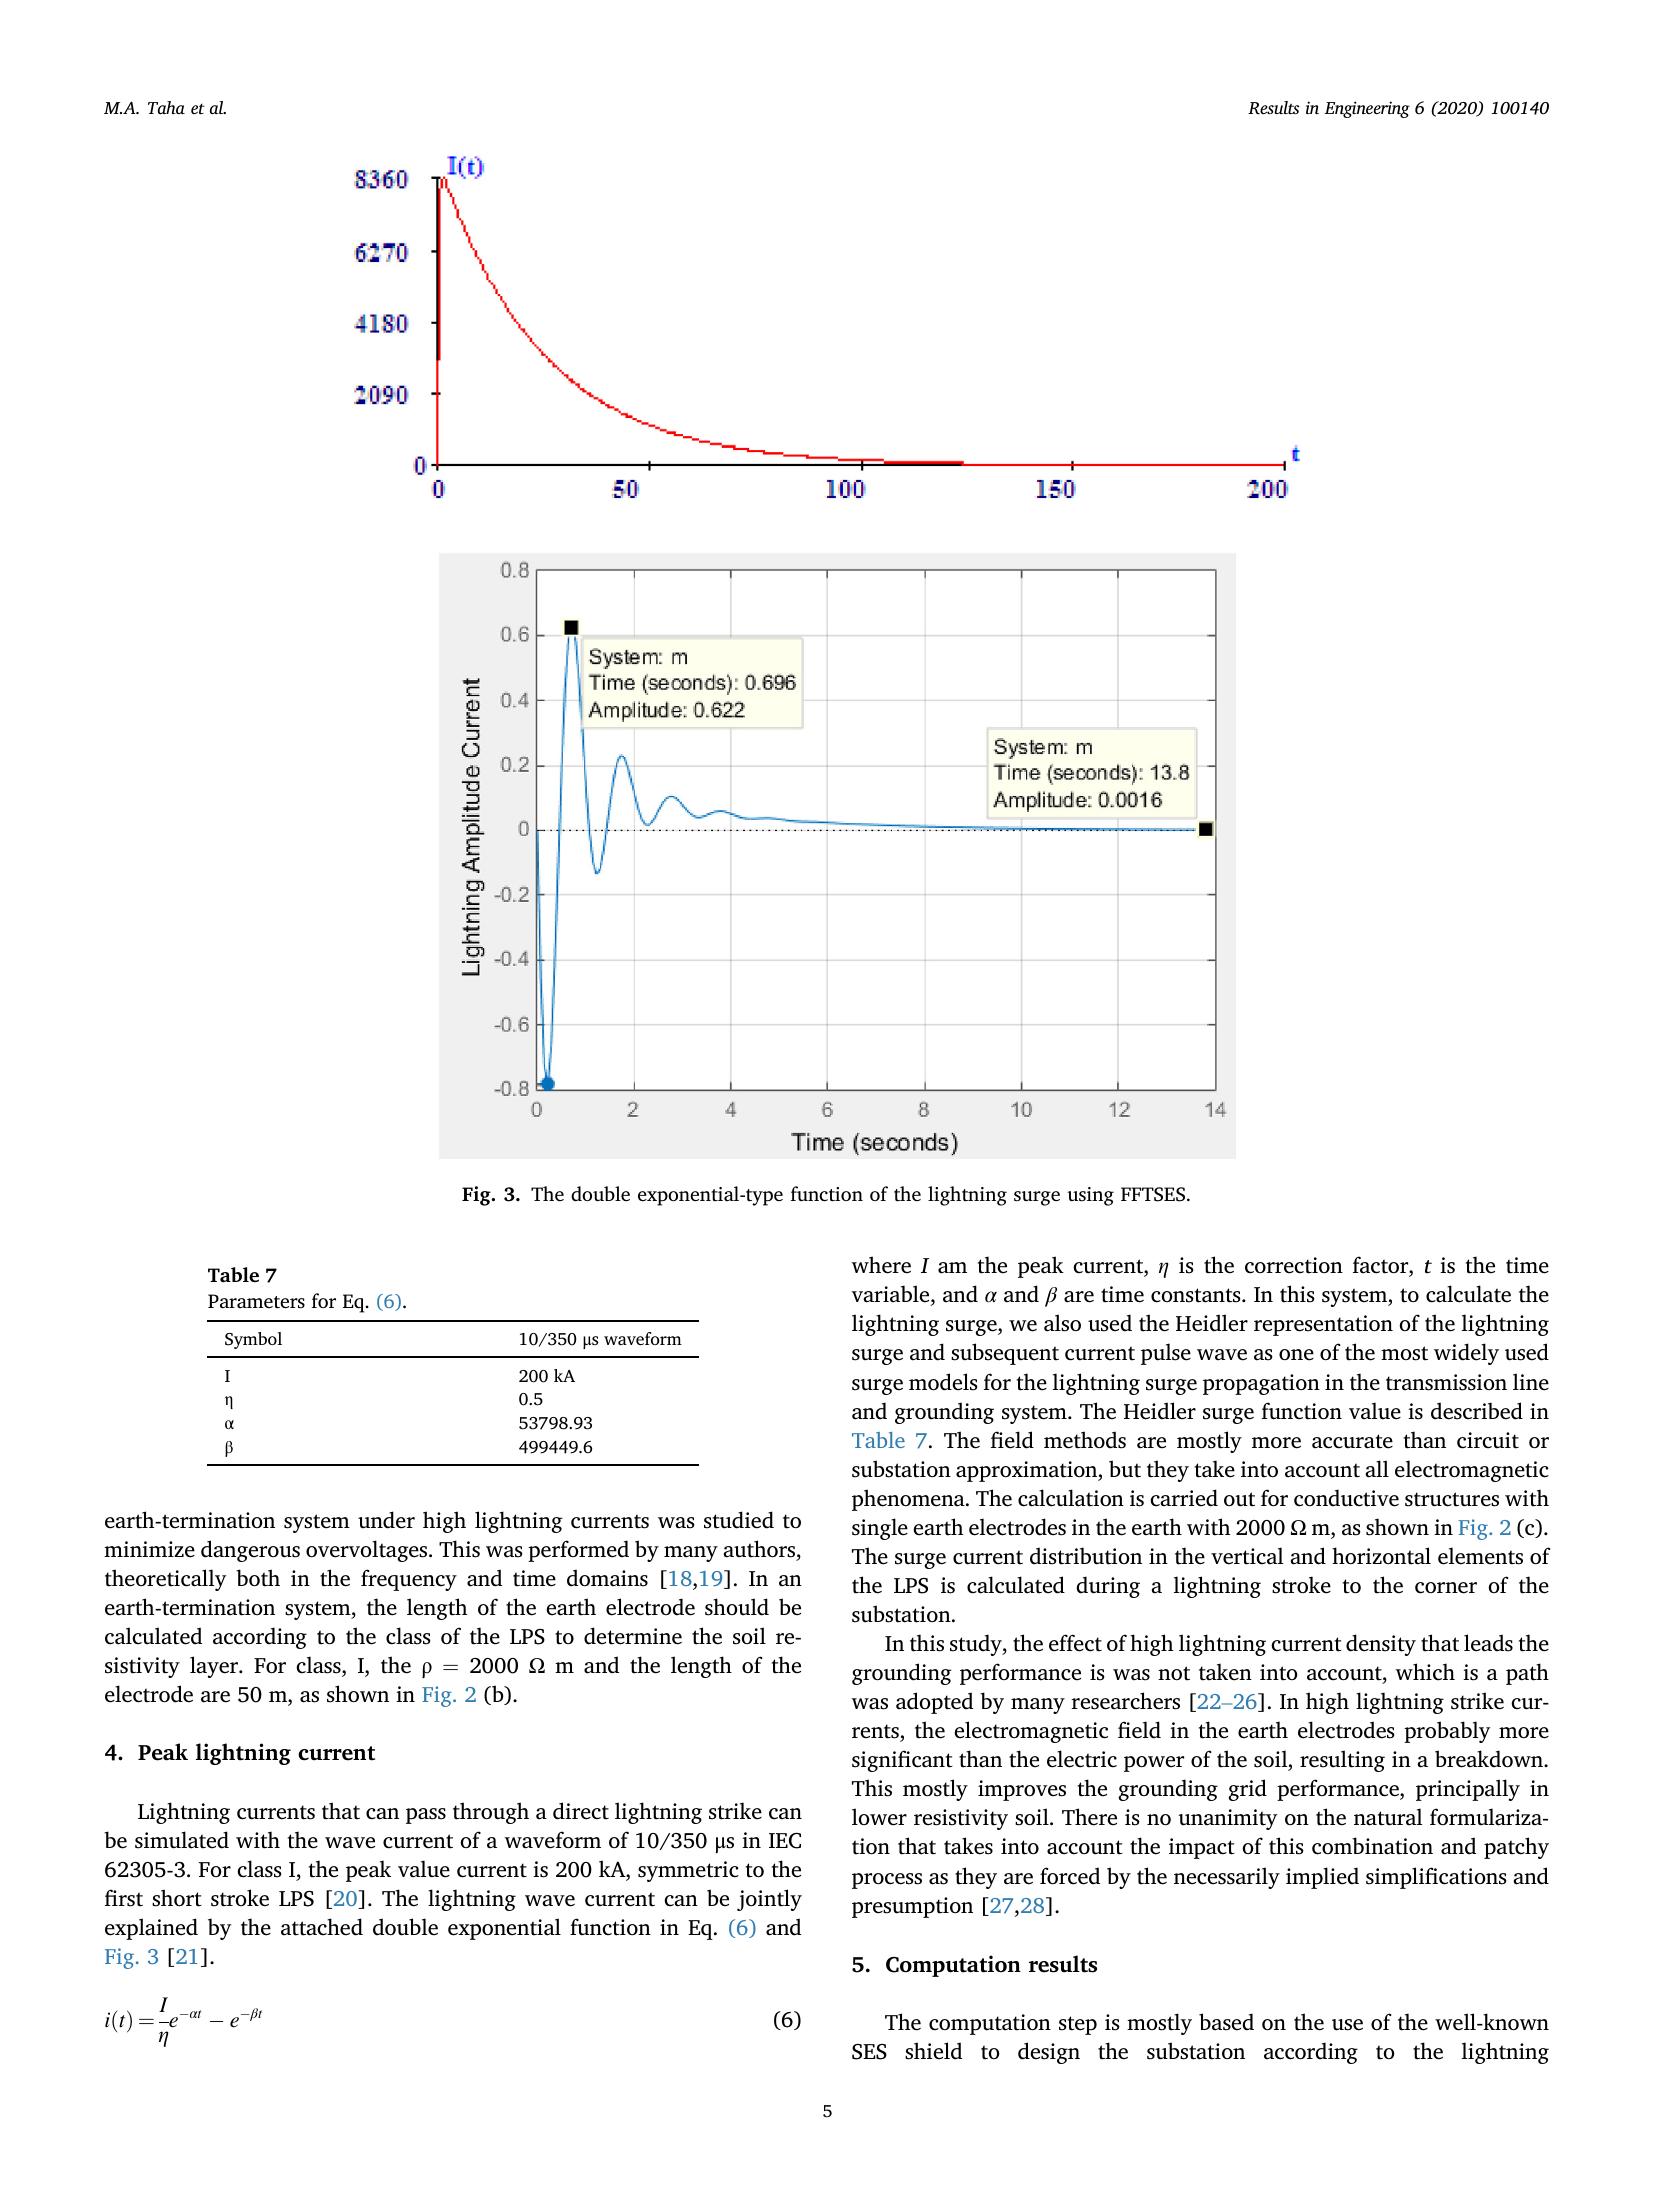 M.A. Taha et al.
Results in Engineering 6 (2020) 100140
I(t)
8360
6270
4180
2090
0
t
0 50 100 150 200
0.8
0.6
0.4
0.2
0
-0.2
-0.4
-0.6
-0.8
Lightning Amplitude Current
System: m
Time (seconds): 0.696
Amplitude: 0.622
System: m
Time (seconds): 13.8
Amplitude: 0.0016
0 2 4 6 8 10 12 14
Time (seconds)
Fig. 3. The double exponential-type function of the lightning surge using FFTSES.
Table 7
Parameters for Eq. (6).
Symbol 10/350 μs waveform
I 200 kA
η 0.5
α 53798.93
β 499449.6
earth-termination system under high lightning currents was studied to
minimize dangerous overvoltages. This was performed by many authors,
theoretically both in the frequency and time domains [18,19]. In an
earth-termination system, the length of the earth electrode should be
calculated according to the class of the LPS to determine the soil re-
sistivity layer. For class, I, the ρ = 2000 Ω m and the length of the
electrode are 50 m, as shown in Fig. 2 (b).
4. Peak lightning current
Lightning currents that can pass through a direct lightning strike can
be simulated with the wave current of a waveform of 10/350 μs in IEC
62305-3. For class I, the peak value current is 200 kA, symmetric to the
first short stroke LPS [20]. The lightning wave current can be jointly
explained by the attached double exponential function in Eq. (6) and
Fig. 3 [21].
i(t) = I/η e^{−αt} − e^{−βt} (6)
where I am the peak current, η is the correction factor, t is the time
variable, and α and β are time constants. In this system, to calculate the
lightning surge, we also used the Heidler representation of the lightning
surge and subsequent current pulse wave as one of the most widely used
surge models for the lightning surge propagation in the transmission line
and grounding system. The Heidler surge function value is described in
Table 7. The field methods are mostly more accurate than circuit or
substation approximation, but they take into account all electromagnetic
phenomena. The calculation is carried out for conductive structures with
single earth electrodes in the earth with 2000 Ω m, as shown in Fig. 2 (c).
The surge current distribution in the vertical and horizontal elements of
the LPS is calculated during a lightning stroke to the corner of the
substation.
In this study, the effect of high lightning current density that leads the
grounding performance is was not taken into account, which is a path
was adopted by many researchers [22–26]. In high lightning strike cur-
rents, the electromagnetic field in the earth electrodes probably more
significant than the electric power of the soil, resulting in a breakdown.
This mostly improves the grounding grid performance, principally in
lower resistivity soil. There is no unanimity on the natural formulariza-
tion that takes into account the impact of this combination and patchy
process as they are forced by the necessarily implied simplifications and
presumption [27,28].
5. Computation results
The computation step is mostly based on the use of the well-known
SES shield to design the substation according to the lightning
5